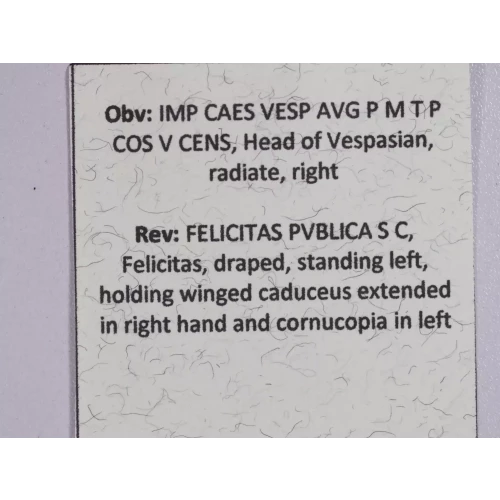 Obv: IMP CAES VESP AVG P M T P
COS V CENS, Head of Vespasian,
radiate, right
Rev: FELICITAS PVBLICA S C,
Felicitas, draped, standing left,
holding winged caduceus extended
in right hand and cornucopia in left